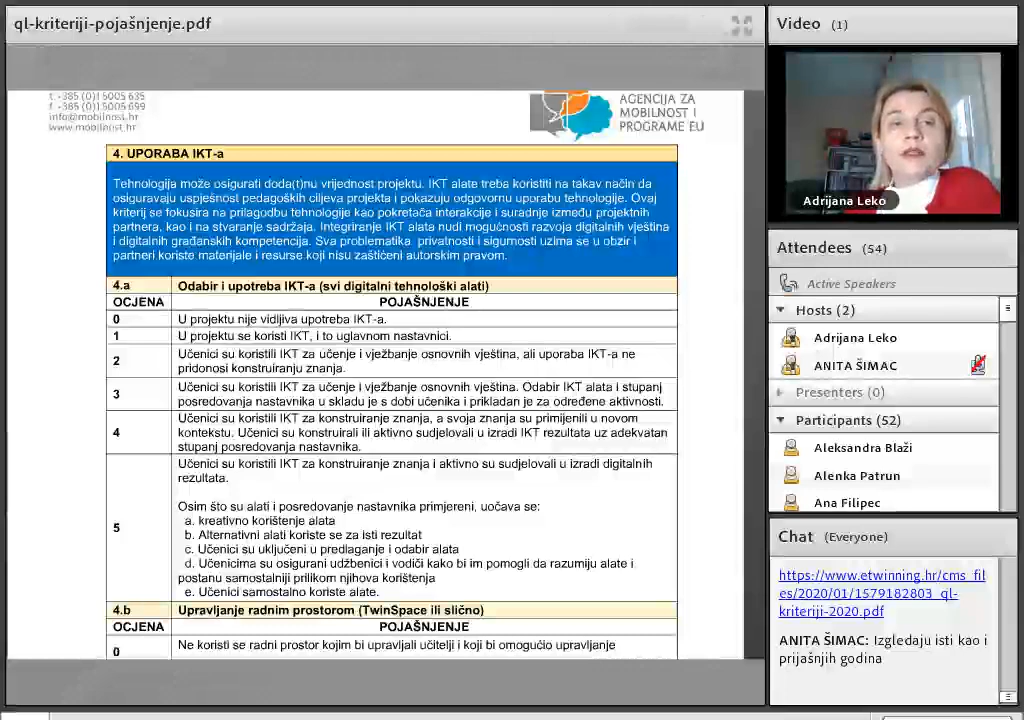 ql-kriteriji-pojašnjenje.pdf
t. +385 (0)1 5005 635
f. +385 (0)1 5005 699
info@mobilnost.hr
www.mobilnost.hr
AGENCIJA ZA
MOBILNOST I
PROGRAME EU
4. UPORABA IKT-a
Tehnologija može osigurati doda(t)nu vrijednost projektu. IKT alate treba koristiti na takav način da
osiguravaju uspješnost pedagoških ciljeva projekta i pokazuju odgovornu uporabu tehnologije. Ovaj
kriterij se fokusira na prilagodbu tehnologije kao pokretača interakcije i suradnje između projektnih
partnera, kao i na stvaranje sadržaja. Integriranje IKT alata nudi mogućnosti razvoja digitalnih vještina
i digitalnih građanskih kompetencija. Sva problematika privatnosti i sigurnosti uzima se u obzir i
partneri koriste materijale i resurse koji nisu zaštićeni autorskim pravom.
4.a Odabir i upotreba IKT-a (svi digitalni tehnološki alati)
OCJENA POJAŠNJENJE
0 U projektu nije vidljiva upotreba IKT-a.
1 U projektu se koristi IKT, i to uglavnom nastavnici.
2 Učenici su koristili IKT za učenje i vježbanje osnovnih vještina, ali uporaba IKT-a ne
pridonosi konstruiranju znanja.
3 Učenici su koristili IKT za učenje i vježbanje osnovnih vještina. Odabir IKT alata i stupanj
posredovanja nastavnika u skladu je s dobi učenika i prikladan je za određene aktivnosti.
4 Učenici su koristili IKT za konstruiranje znanja, a svoja znanja su primijenili u novom
kontekstu. Učenici su konstruirali ili aktivno sudjelovali u izradi IKT rezultata uz adekvatan
stupanj posredovanja nastavnika.
5 Učenici su koristili IKT za konstruiranje znanja i aktivno su sudjelovali u izradi digitalnih
rezultata.
Osim što su alati i posredovanje nastavnika primjereni, uočava se:
a. kreativno korištenje alata
b. Alternativni alati koriste se za isti rezultat
c. Učenici su uključeni u predlaganje i odabir alata
d. Učenicima su osigurani udžbenici i vodiči kako bi im pomogli da razumiju alate i
postanu samostalniji prilikom njihova korištenja
e. Učenici samostalno koriste alate.
4.b Upravljanje radnim prostorom (TwinSpace ili slično)
OCJENA POJAŠNJENJE
0 Ne koristi se radni prostor kojim bi upravljali učitelji i koji bi omogućio upravljanje
Video (1)
Adrijana Leko
Attendees (54)
Active Speakers
Hosts (2)
Adrijana Leko
ANITA ŠIMAC
Presenters (0)
Participants (52)
Aleksandra Blaži
Alenka Patrun
Ana Filipec
Chat (Everyone)
https://www.etwinning.hr/cms_fil
es/2020/01/1579182803_ql-
kriteriji-2020.pdf
ANITA ŠIMAC: Izgledaju isti kao i
prijašnjih godina